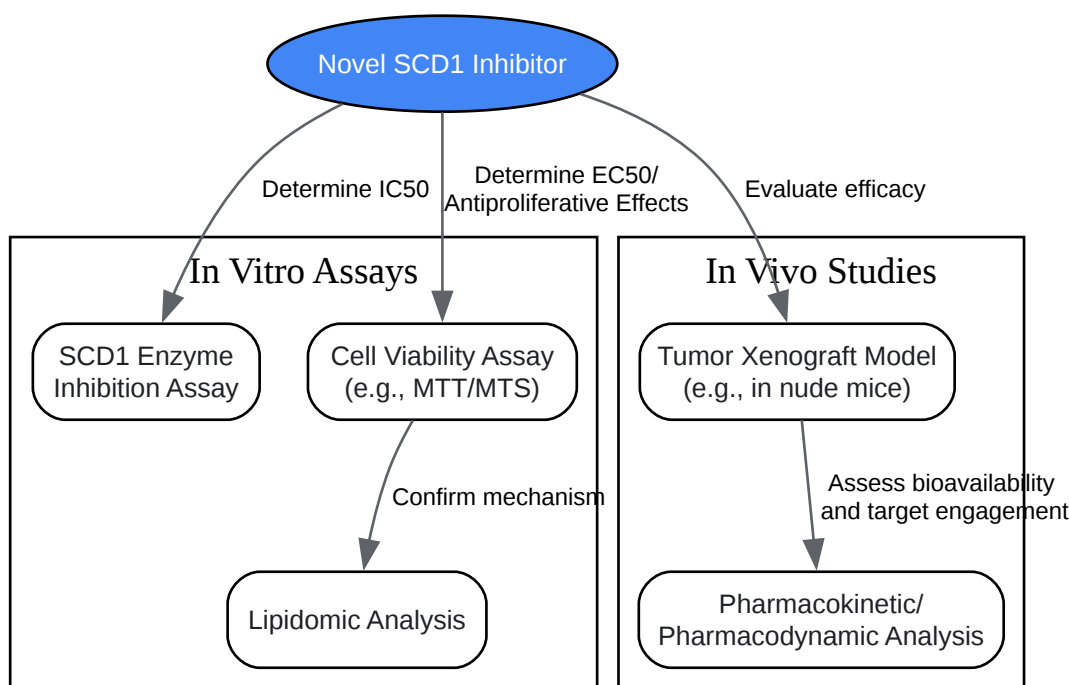 Novel SCD1 Inhibitor
Determine IC50
Determine EC50/
Antiproliferative Effects
Evaluate efficacy
In Vitro Assays
In Vivo Studies
SCD1 Enzyme
Inhibition Assay
Cell Viability Assay
(e.g., MTT/MTS)
Tumor Xenograft Model
(e.g., in nude mice)
Confirm mechanism
Assess bioavailability
and target engagement
Lipidomic Analysis
Pharmacokinetic/
Pharmacodynamic Analysis